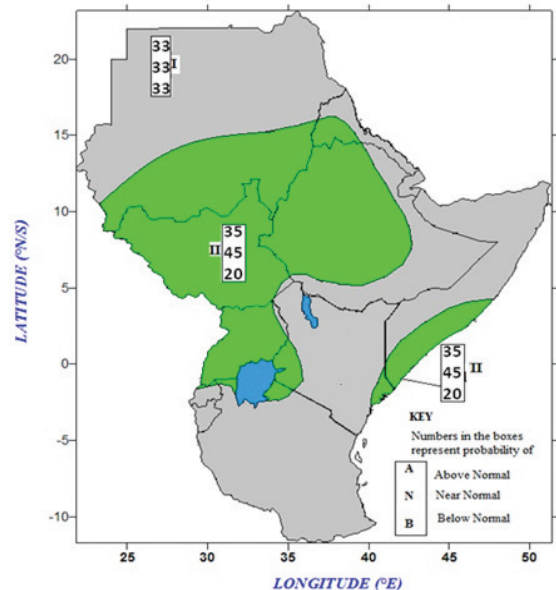 33
33 I
33
20
15
10
5
0
-5
-10
LATITUDE (°N/S)
35
II 45
20
35
45 II
20
KEY
Numbers in the boxes
represent probability of
A Above Normal
N Near Normal
B Below Normal
25 30 35 40 45 50
LONGITUDE (°E)